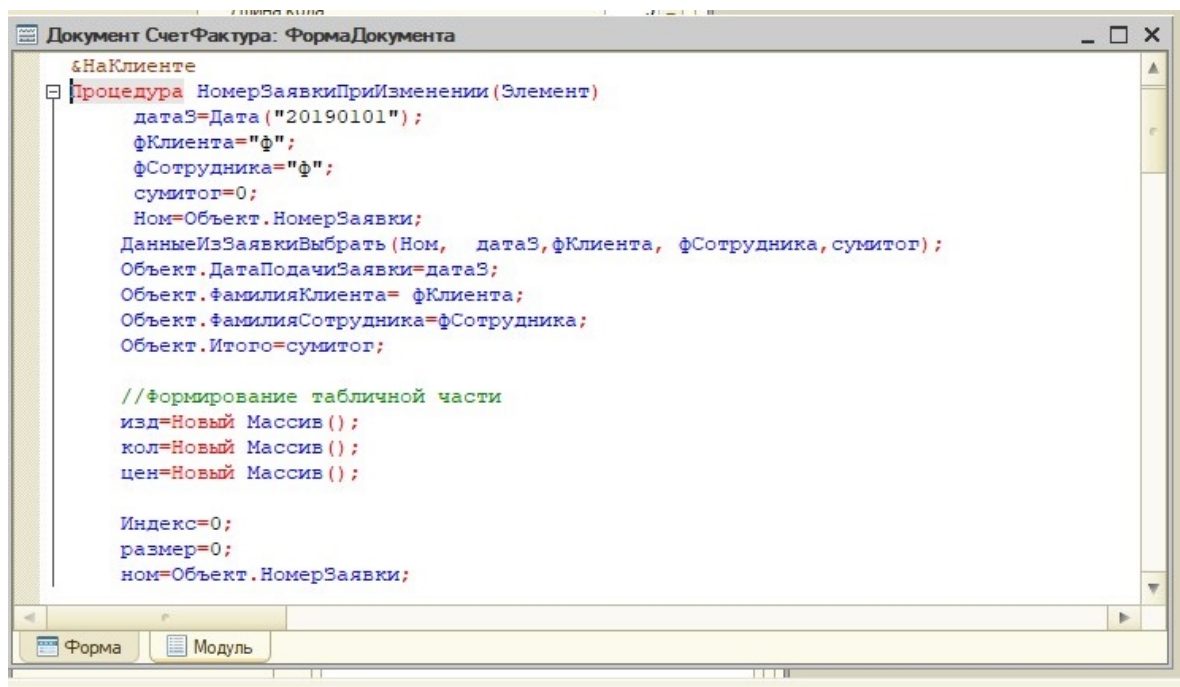 Документ СчетФактура: ФормаДокумента
&НаКлиенте
Процедура НомерЗаявкиПриИзменении(Элемент)
датаЗ=Дата("20190101");
фКлиента="ф";
фСотрудника="ф";
сумитог=0;
Ном=Объект.НомерЗаявки;
ДанныеИзЗаявкиВыбрать(Ном,  датаЗ,фКлиента, фСотрудника,сумитог);
Объект.ДатаПодачиЗаявки=датаЗ;
Объект.ФамилияКлиента= фКлиента;
Объект.ФамилияСотрудника=фСотрудника;
Объект.Итого=сумитог;
//Формирование табличной части
изд=Новый Массив();
кол=Новый Массив();
цен=Новый Массив();
Индекс=0;
размер=0;
ном=Объект.НомерЗаявки;
Форма
Модуль